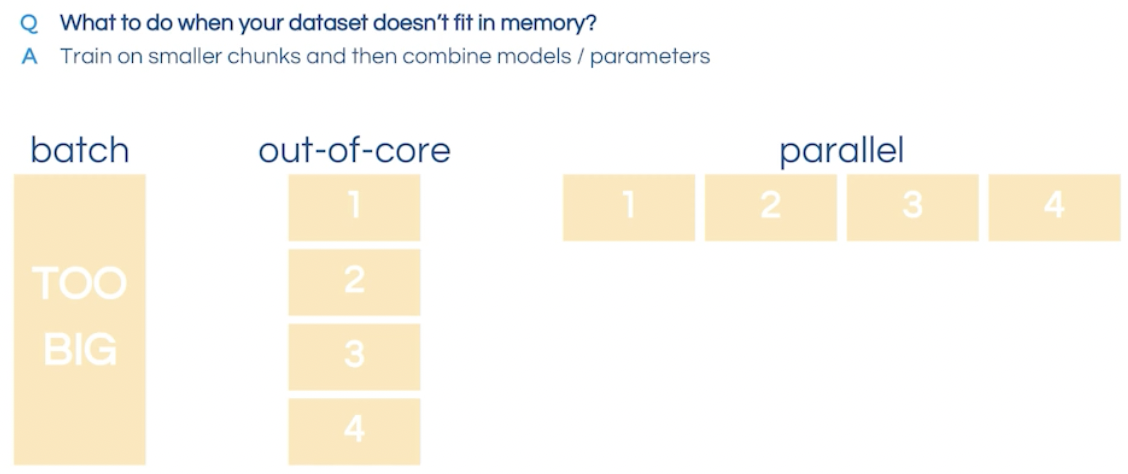 Q What to do when your dataset doesn't fit in memory?
A Train on smaller chunks and then combine models / parameters
batch
out-of-core
parallel
TOO
BIG
1
2
3
4
1 2 3 4